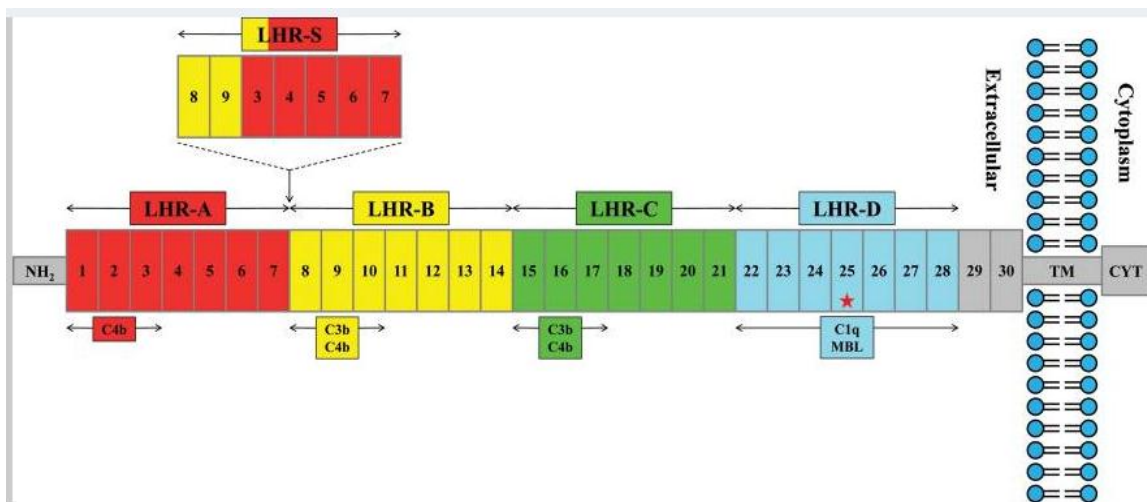 LHR-S
8 9 3 4 5 6 7
Extracellular
Cytoplasm
LHR-A LHR-B LHR-C LHR-D
NH₂ 1 2 3 4 5 6 7 8 9 10 11 12 13 14 15 16 17 18 19 20 21 22 23 24 25 26 27 28 29 30 TM CYT
C4b
C3b
C4b
C3b
C4b
C1q
MBL